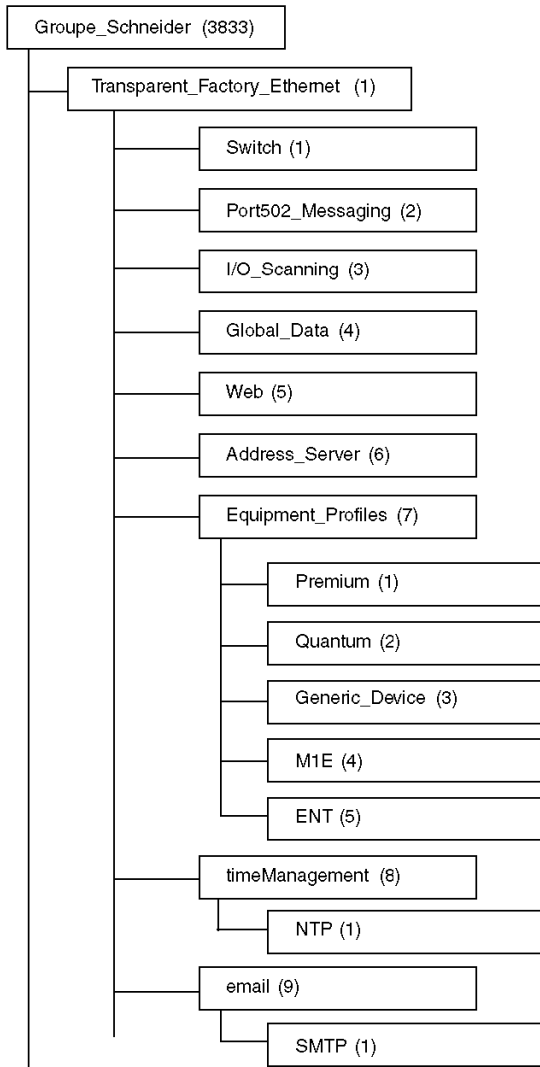 Groupe_Schneider (3833)
Transparent_Factory_Ethernet (1)
Switch (1)
Port502_Messaging (2)
I/O_Scanning (3)
Global_Data (4)
Web (5)
Address_Server (6)
Equipment_Profiles (7)
Premium (1)
Quantum (2)
Generic_Device (3)
M1E (4)
ENT (5)
timeManagement (8)
NTP (1)
email (9)
SMTP (1)